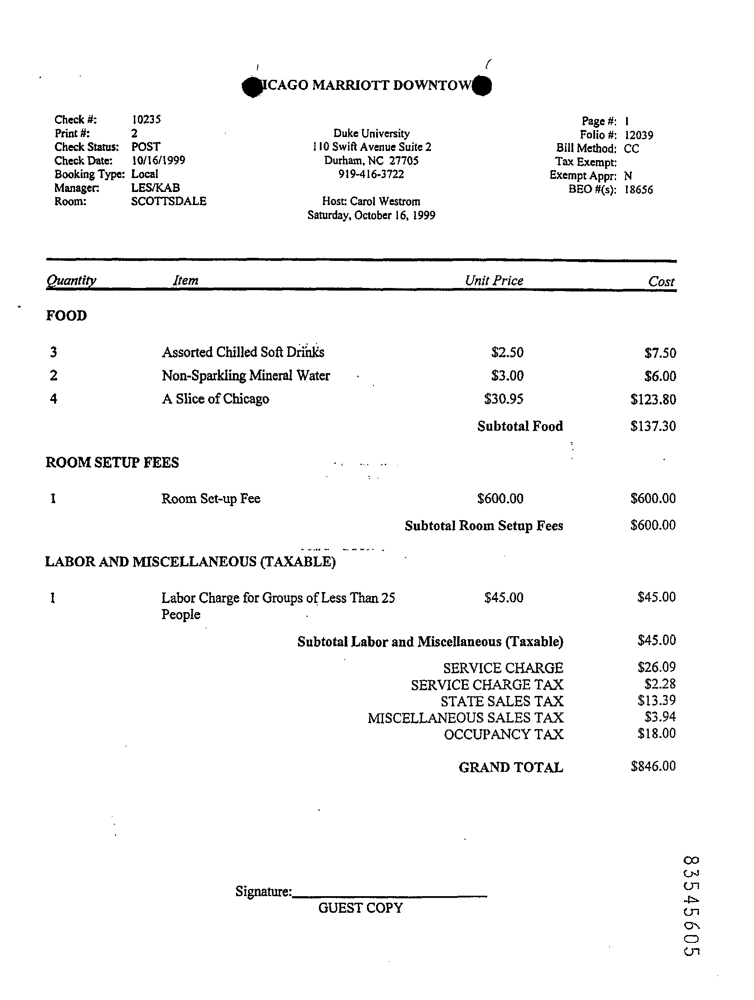 ICAGO MARRIOTT DOWNTOW
Check #: 10235
Print #: 2
Check Status: POST
Check Date: 10/16/1999
Booking Type: Local
Manager: LES/KAB
Room: SCOTTSDALE
Duke University
110 Swift Avenue Suite 2
Durham, NC 27705
919-416-3722
Host: Carol Westrom
Saturday, October 16, 1999
Page #: 1
Folio #: 12039
Bill Method: CC
Tax Exempt:
Exempt Appr: N
BEO #(s): 18656
Quantity Item Unit Price Cost
FOOD
3 Assorted Chilled Soft Drinks $2.50 $7.50
2 Non-Sparkling Mineral Water $3.00 $6.00
4 A Slice of Chicago $30.95 $123.80
Subtotal Food $137.30
ROOM SETUP FEES
1 Room Set-up Fee $600.00 $600.00
Subtotal Room Setup Fees $600.00
LABOR AND MISCELLANEOUS (TAXABLE)
1 Labor Charge for Groups of Less Than 25 $45.00 $45.00
People
Subtotal Labor and Miscellaneous (Taxable) $45.00
SERVICE CHARGE $26.09
SERVICE CHARGE TAX $2.28
STATE SALES TAX $13.39
MISCELLANEOUS SALES TAX $3.94
OCCUPANCY TAX $18.00
GRAND TOTAL $846.00
Signature:
GUEST COPY
83545605